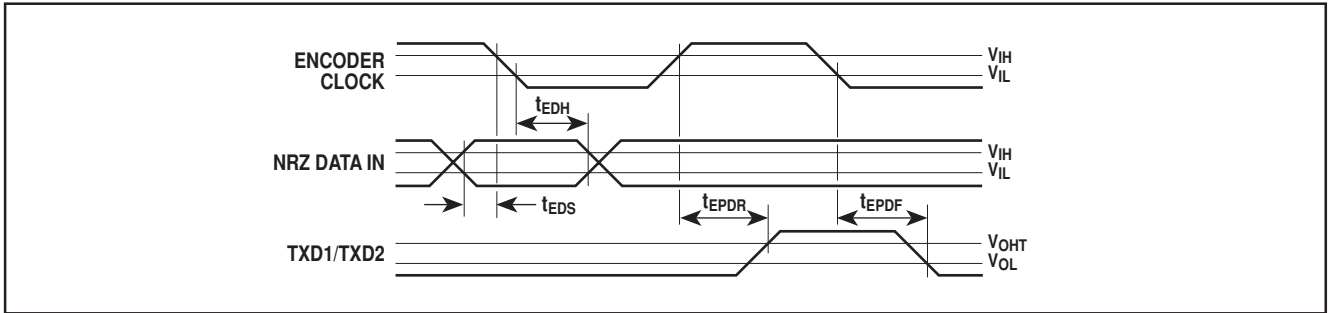 ENCODER
CLOCK
VIH
VIL
tEDH
NRZ DATA IN
VIH
VIL
tEDS
tEPDR
tEPDF
TXD1/TXD2
VOHT
VOL